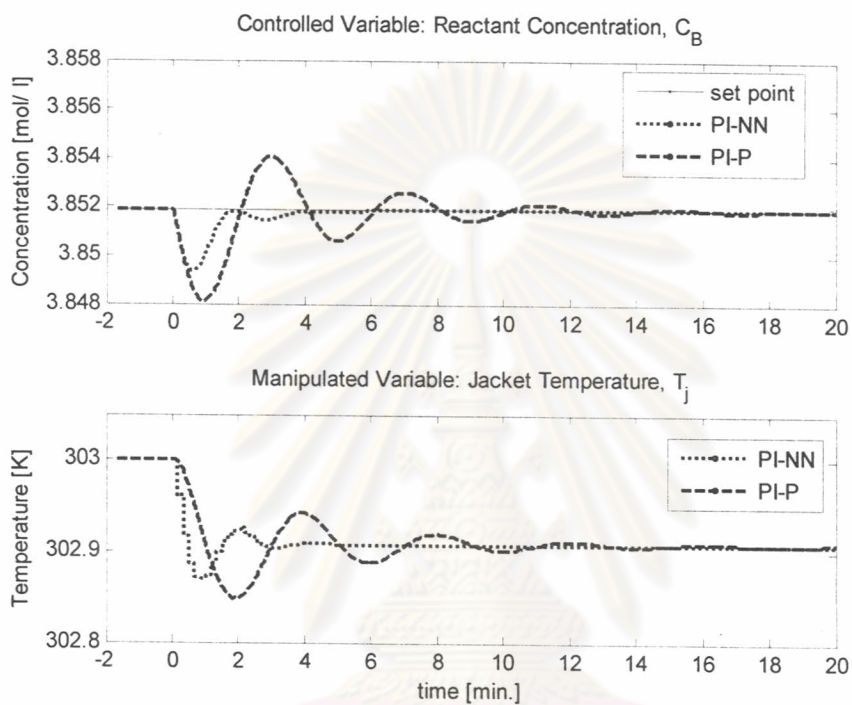 Controlled Variable: Reactant Concentration, C_B
3.858
3.856
3.854
3.852
3.85
3.848
Concentration [mol/ l]
set point
PI-NN
PI-P
-2 0 2 4 6 8 10 12 14 16 18 20
Manipulated Variable: Jacket Temperature, T_j
303
302.9
302.8
Temperature [K]
PI-NN
PI-P
-2 0 2 4 6 8 10 12 14 16 18 20
time [min.]